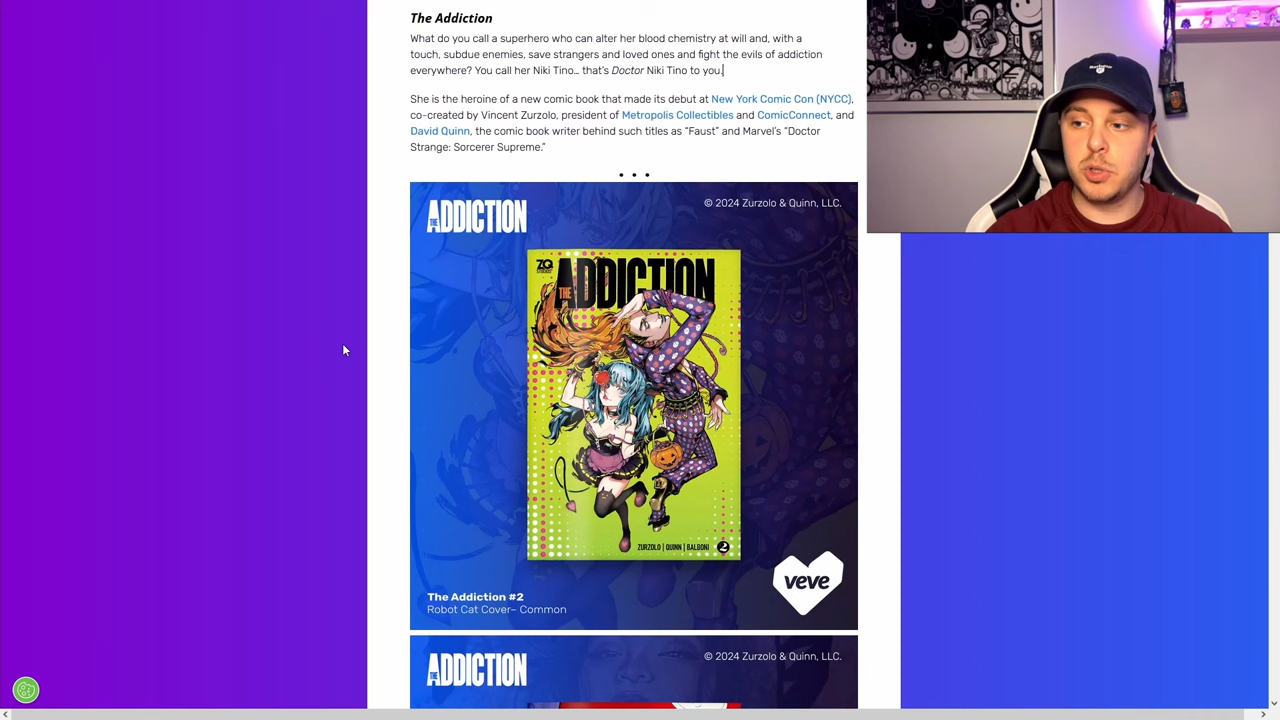 The Addiction
What do you call a superhero who can alter her blood chemistry at will and, with a
touch, subdue enemies, save strangers and loved ones and fight the evils of addiction
everywhere? You call her Niki Tino… that's Doctor Niki Tino to you.
She is the heroine of a new comic book that made its debut at New York Comic Con (NYCC),
co-created by Vincent Zurzolo, president of Metropolis Collectibles and ComicConnect, and
David Quinn, the comic book writer behind such titles as “Faust” and Marvel's “Doctor
Strange: Sorcerer Supreme.”
• • •
THE ADDICTION
© 2024 Zurzolo & Quinn, LLC.
ZQ
THE ADDICTION
ZURZOLO | QUINN | BALBONI 2
veve
The Addiction #2
Robot Cat Cover– Common
THE ADDICTION
© 2024 Zurzolo & Quinn, LLC.